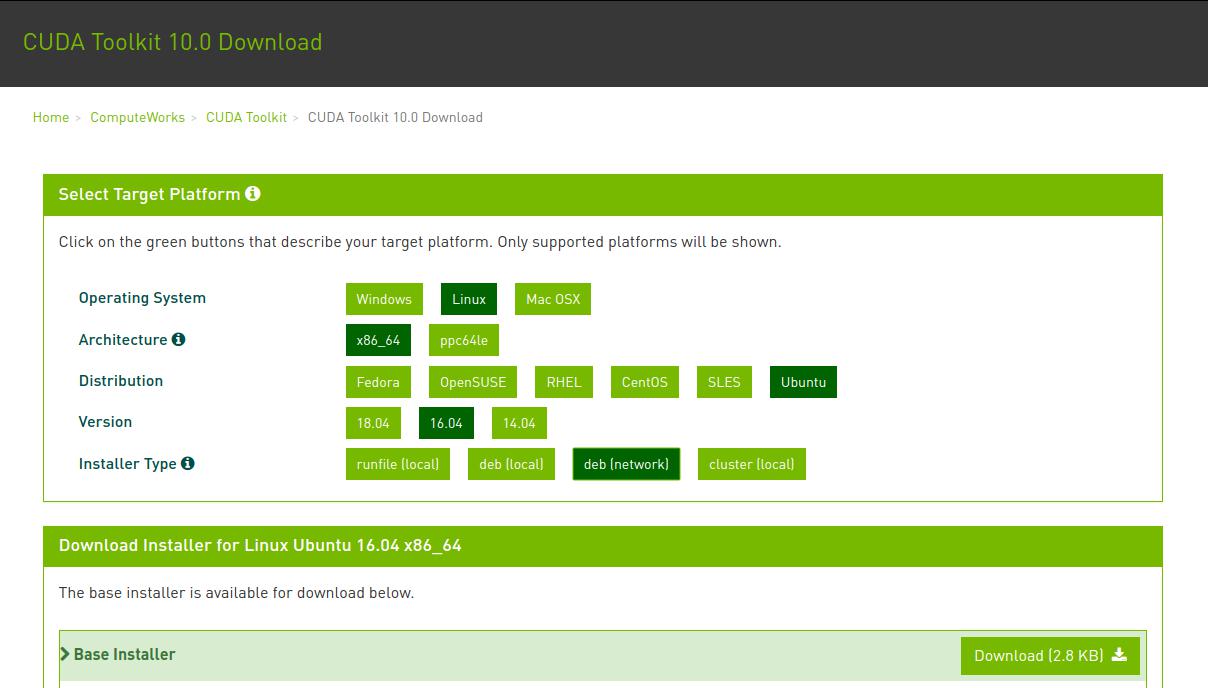 CUDA Toolkit 10.0 Download
Home > ComputeWorks > CUDA Toolkit > CUDA Toolkit 10.0 Download
Select Target Platform
Click on the green buttons that describe your target platform. Only supported platforms will be shown.
Operating System Windows Linux Mac OSX
Architecture x86_64 ppc64le
Distribution Fedora OpenSUSE RHEL CentOS SLES Ubuntu
Version 18.04 16.04 14.04
Installer Type runfile (local) deb (local) deb (network) cluster (local)
Download Installer for Linux Ubuntu 16.04 x86_64
The base installer is available for download below.
Base Installer Download (2.8 KB)